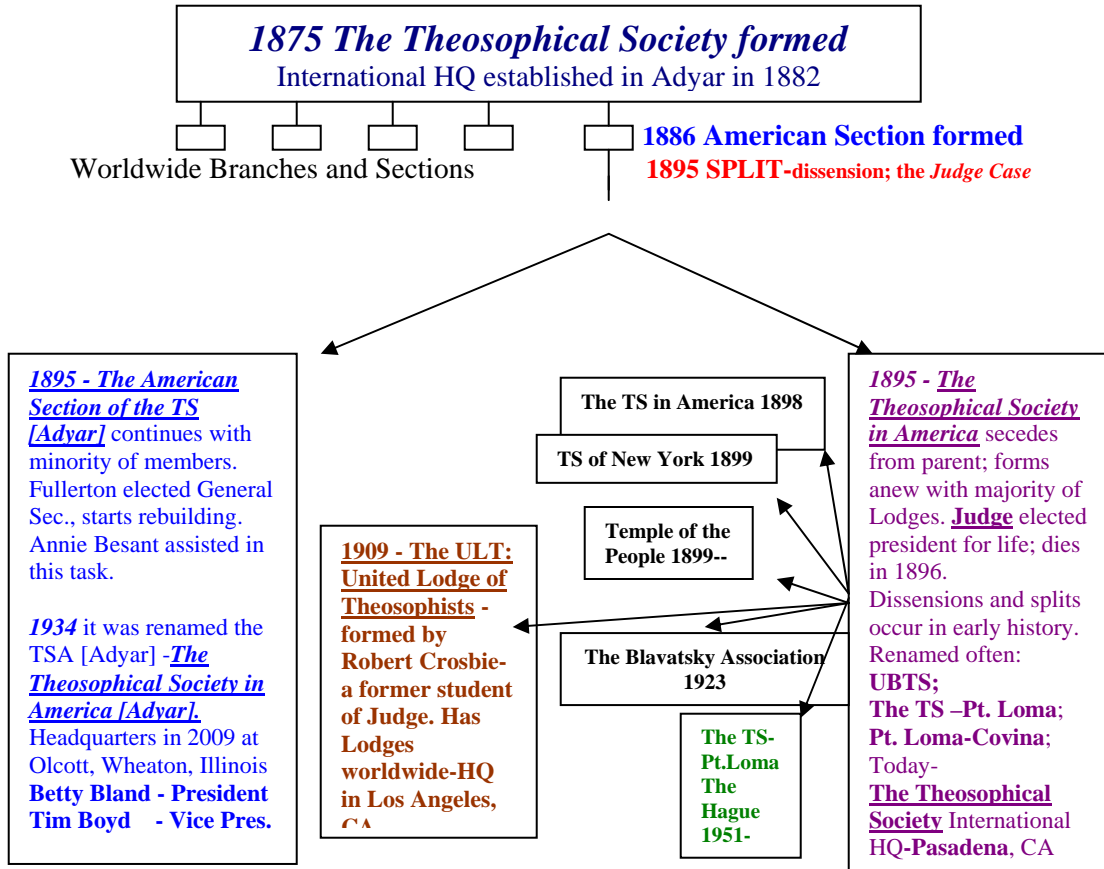 1875 The Theosophical Society formed
International HQ established in Adyar in 1882
1886 American Section formed
Worldwide Branches and Sections
1895 SPLIT-dissension; the Judge Case
1895 - The American
Section of the TS
[Adyar] continues with
minority of members.
Fullerton elected General
Sec., starts rebuilding.
Annie Besant assisted in
this task.
1934 it was renamed the
TSA [Adyar] -The
Theosophical Society in
America [Adyar].
Headquarters in 2009 at
Olcott, Wheaton, Illinois
Betty Bland - President
Tim Boyd - Vice Pres.
1909 - The ULT:
United Lodge of
Theosophists -
formed by
Robert Crosbie-
a former student
of Judge. Has
Lodges
worldwide-HQ
in Los Angeles,
CA
The TS in America 1898
TS of New York 1899
Temple of the
People 1899--
The Blavatsky Association
1923
The TS-
Pt.Loma
The
Hague
1951-
1895 - The
Theosophical Society
in America secedes
from parent; forms
anew with majority of
Lodges. Judge elected
president for life; dies
in 1896.
Dissensions and splits
occur in early history.
Renamed often:
UBTS;
The TS –Pt. Loma;
Pt. Loma-Covina;
Today-
The Theosophical
Society International
HQ-Pasadena, CA